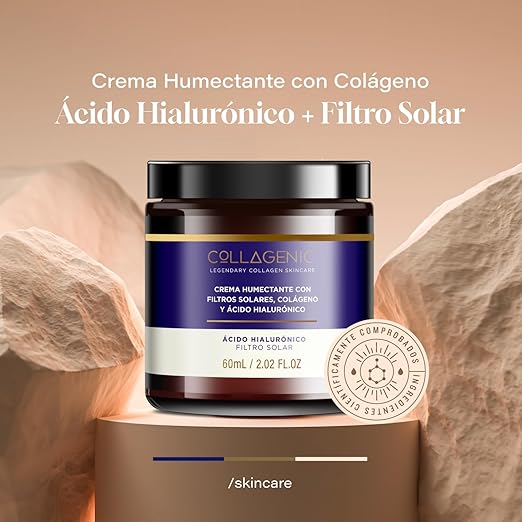 Crema Humectante con Colágeno
Ácido Hialurónico + Filtro Solar
COLLAGENIC
LEGENDARY COLLAGEN SKINCARE
CREMA HUMECTANTE CON
FILTROS SOLARES, COLÁGENO
Y ÁCIDO HIALURÓNICO
ÁCIDO HIALURÓNICO
FILTRO SOLAR
60mL / 2.02 FL.OZ
INGREDIENTES CIENTÍFICAMENTE COMPROBADOS
/skincare